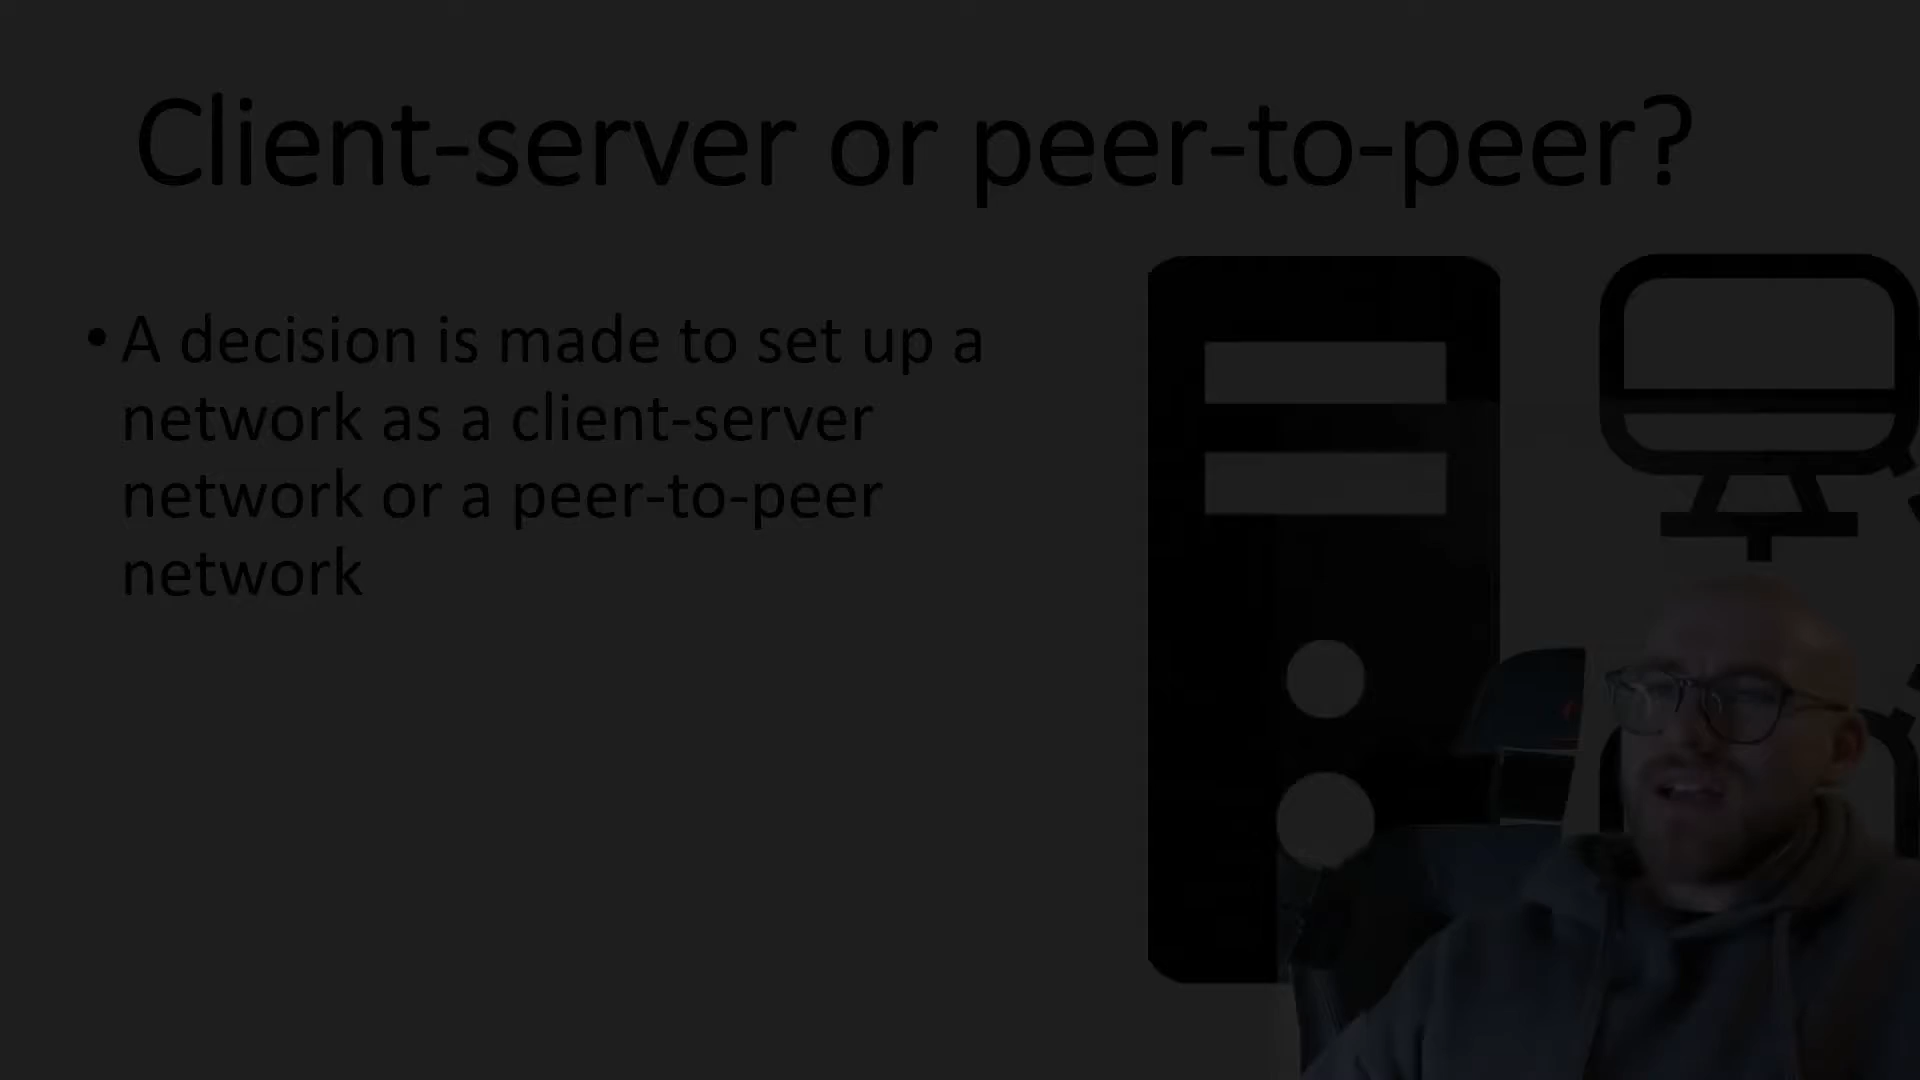 Client-server or peer-to-peer?
• A decision is made to set up a
network as a client-server
network or a peer-to-peer
network